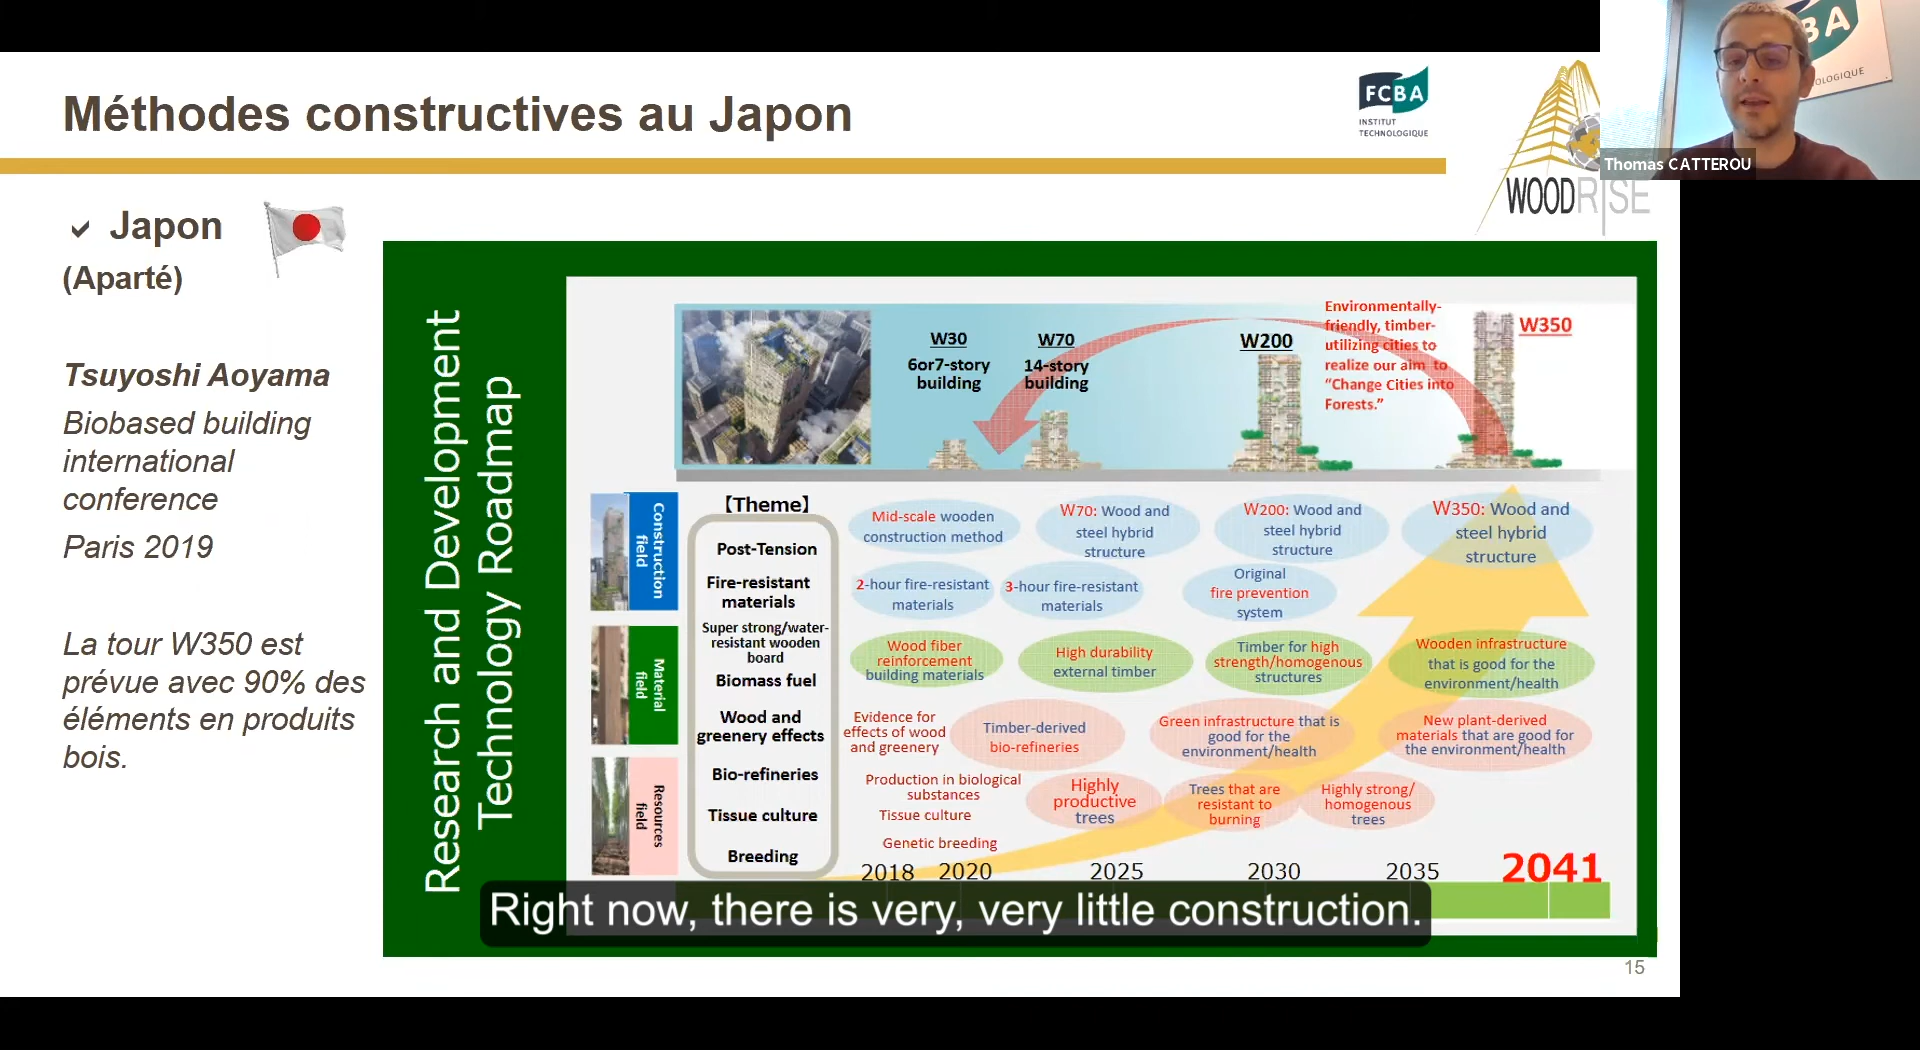 Méthodes constructives au Japon
FCBA
INSTITUT
TECHNOLOGIQUE
WOODRISE
BA
OLOGIQUE
Thomas CATTEROU
Japon
(Aparté)
Tsuyoshi Aoyama
Biobased building
international
conference
Paris 2019
La tour W350 est
prévue avec 90% des
éléments en produits
bois.
Research and Development
Technology Roadmap
W30
6or7-story
building
W70
14-story
building
W200
Environmentally-
friendly, timber-
utilizing cities to
realize our aim to
"Change Cities into
Forests."
W350
Construction
field
Material
field
Resources
field
【Theme】
Post-Tension
Fire-resistant
materials
Super strong/water-
resistant wooden
board
Biomass fuel
Wood and
greenery effects
Bio-refineries
Tissue culture
Breeding
Mid-scale wooden
construction method
W70: Wood and
steel hybrid
structure
W200: Wood and
steel hybrid
structure
W350: Wood and
steel hybrid
structure
2-hour fire-resistant
materials
3-hour fire-resistant
materials
Original
fire prevention
system
Wood fiber
reinforcement
building materials
High durability
external timber
Timber for high
strength/homogenous
structures
Wooden infrastructure
that is good for the
environment/health
Evidence for
effects of wood
and greenery
Timber-derived
bio-refineries
Green infrastructure that is
good for the
environment/health
New plant-derived
materials that are good for
the environment/health
Production in biological
substances
Tissue culture
Genetic breeding
Highly
productive
trees
Trees that are
resistant to
burning
Highly strong/
homogenous
trees
2018 2020 2025 2030 2035 2041
Right now, there is very, very little construction.
15